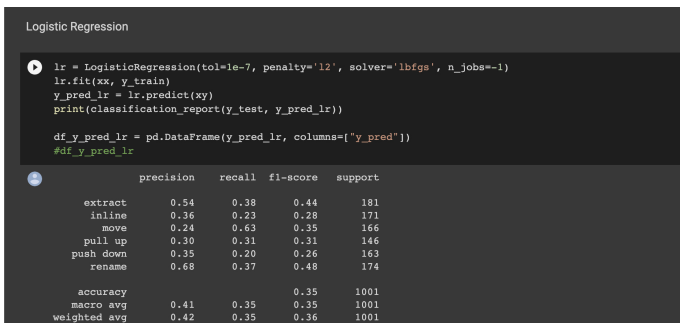 Logistic Regression
lr = LogisticRegression(tol=1e-7, penalty='l2', solver='lbfgs', n_jobs=-1)
lr.fit(xx, y_train)
y_pred_lr = lr.predict(xy)
print(classification_report(y_test, y_pred_lr))
df_y_pred_lr = pd.DataFrame(y_pred_lr, columns=["y_pred"])
#df_y_pred_lr
precision recall f1-score support
extract 0.54 0.38 0.44 181
inline 0.36 0.23 0.28 171
move 0.24 0.63 0.35 166
pull up 0.30 0.31 0.31 146
push down 0.35 0.20 0.26 163
rename 0.68 0.37 0.48 174
accuracy 0.35 1001
macro avg 0.41 0.35 0.35 1001
weighted avg 0.42 0.35 0.36 1001